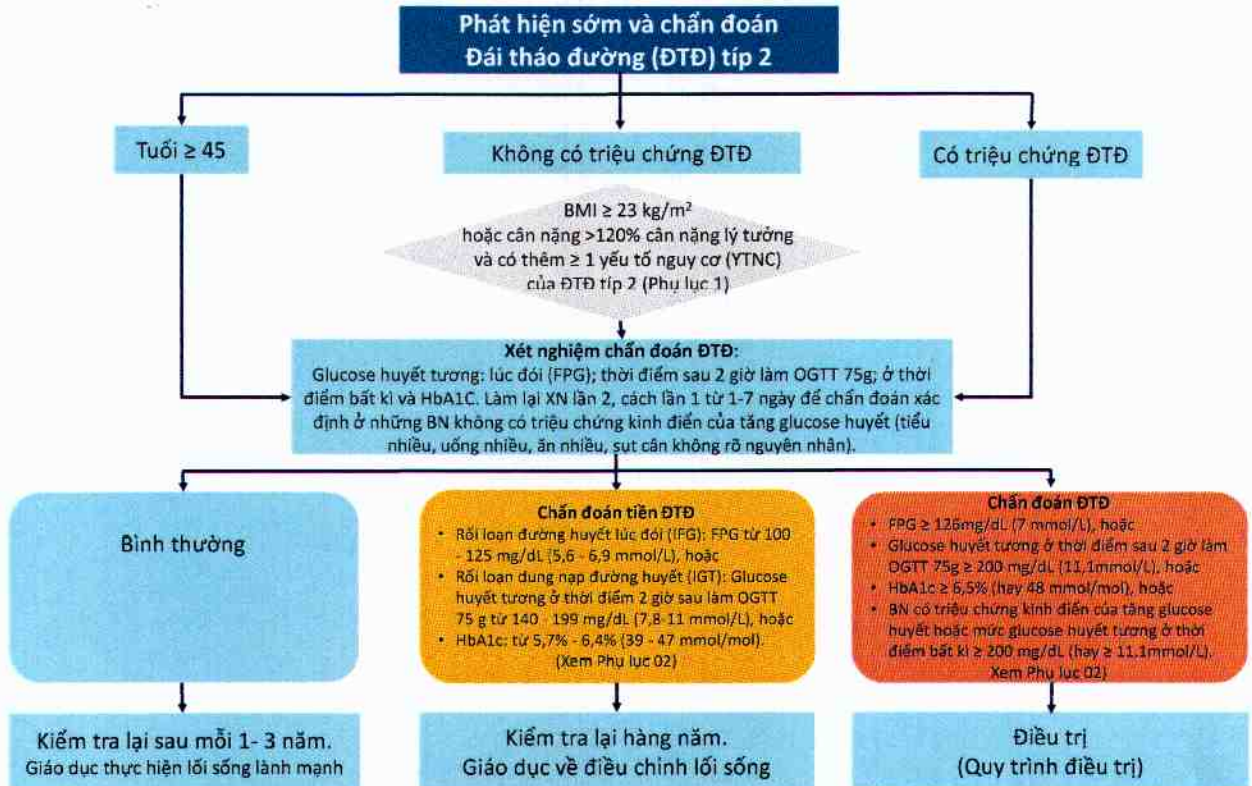 Phát hiện sớm và chẩn đoán
Đái tháo đường (ĐTĐ) típ 2
Tuổi ≥ 45
Không có triệu chứng ĐTĐ
Có triệu chứng ĐTĐ
BMI ≥ 23 kg/m²
hoặc cân nặng >120% cân nặng lý tưởng
và có thêm ≥ 1 yếu tố nguy cơ (YTNC)
của ĐTĐ típ 2 (Phụ lục 1)
Xét nghiệm chẩn đoán ĐTĐ:
Glucose huyết tương: lúc đói (FPG); thời điểm sau 2 giờ làm OGTT 75g; ở thời
điểm bất kì và HbA1C. Làm lại XN lần 2, cách lần 1 từ 1-7 ngày để chẩn đoán xác
định ở những BN không có triệu chứng kinh điển của tăng glucose huyết (tiểu
nhiều, uống nhiều, ăn nhiều, sụt cân không rõ nguyên nhân).
Bình thường
Chẩn đoán tiền ĐTĐ
• Rối loạn đường huyết lúc đói (IFG): FPG từ 100
- 125 mg/dL (5,6 - 6,9 mmol/L), hoặc
• Rối loạn dung nạp đường huyết (IGT): Glucose
huyết tương ở thời điểm 2 giờ sau làm OGTT
75 g từ 140 - 199 mg/dL (7,8-11 mmol/L), hoặc
• HbA1c: từ 5,7% - 6,4% (39 - 47 mmol/mol).
(Xem Phụ lục 02)
Chẩn đoán ĐTĐ
• FPG ≥ 126mg/dL (7 mmol/L), hoặc
• Glucose huyết tương ở thời điểm sau 2 giờ làm
OGTT 75g ≥ 200 mg/dL (11,1mmol/L), hoặc
• HbA1c ≥ 6,5% (hay 48 mmol/mol), hoặc
• BN có triệu chứng kinh điển của tăng glucose
huyết hoặc mức glucose huyết tương ở thời
điểm bất kì ≥ 200 mg/dL (hay ≥ 11,1mmol/L).
Xem Phụ lục 02)
Kiểm tra lại sau mỗi 1- 3 năm.
Giáo dục thực hiện lối sống lành mạnh
Kiểm tra lại hàng năm.
Giáo dục về điều chỉnh lối sống
Điều trị
(Quy trình điều trị)